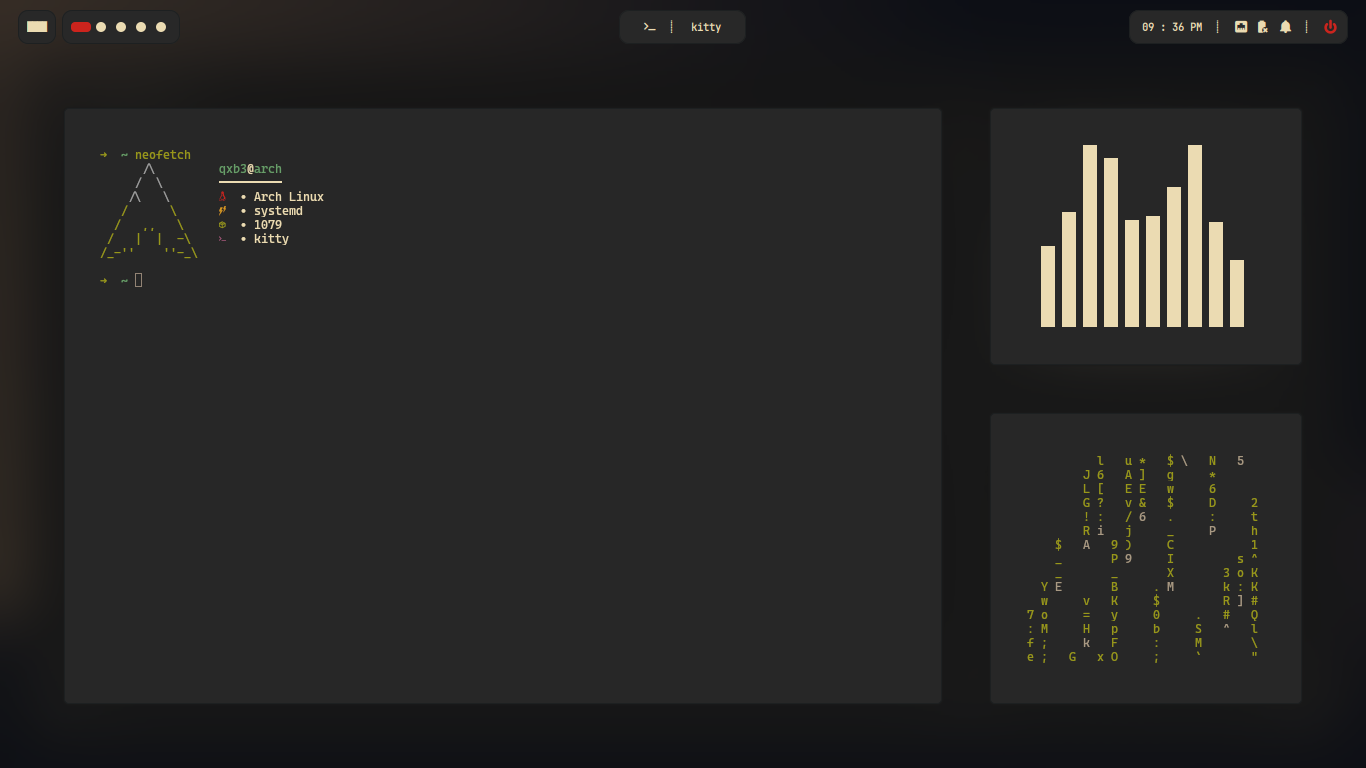 kitty
09 : 36 PM
→ ~ neofetch
qxb3@arch
• Arch Linux
• systemd
• 1079
• kitty
→ ~
l u * $ \ N 5
J 6 A ] q *
L [ E E w 6
G ? v & $ D 2
! : / 6 . : t
R i j _ P h
$ A 9 ) C 1
_ P 9 I s ^
_ _ X 3 o K
Y E B . M k : K
w v K $ R ] #
7 o = y 0 . # Q
: M H p b S ^ l
f ; k F : M \
e ; G x O ; ` "